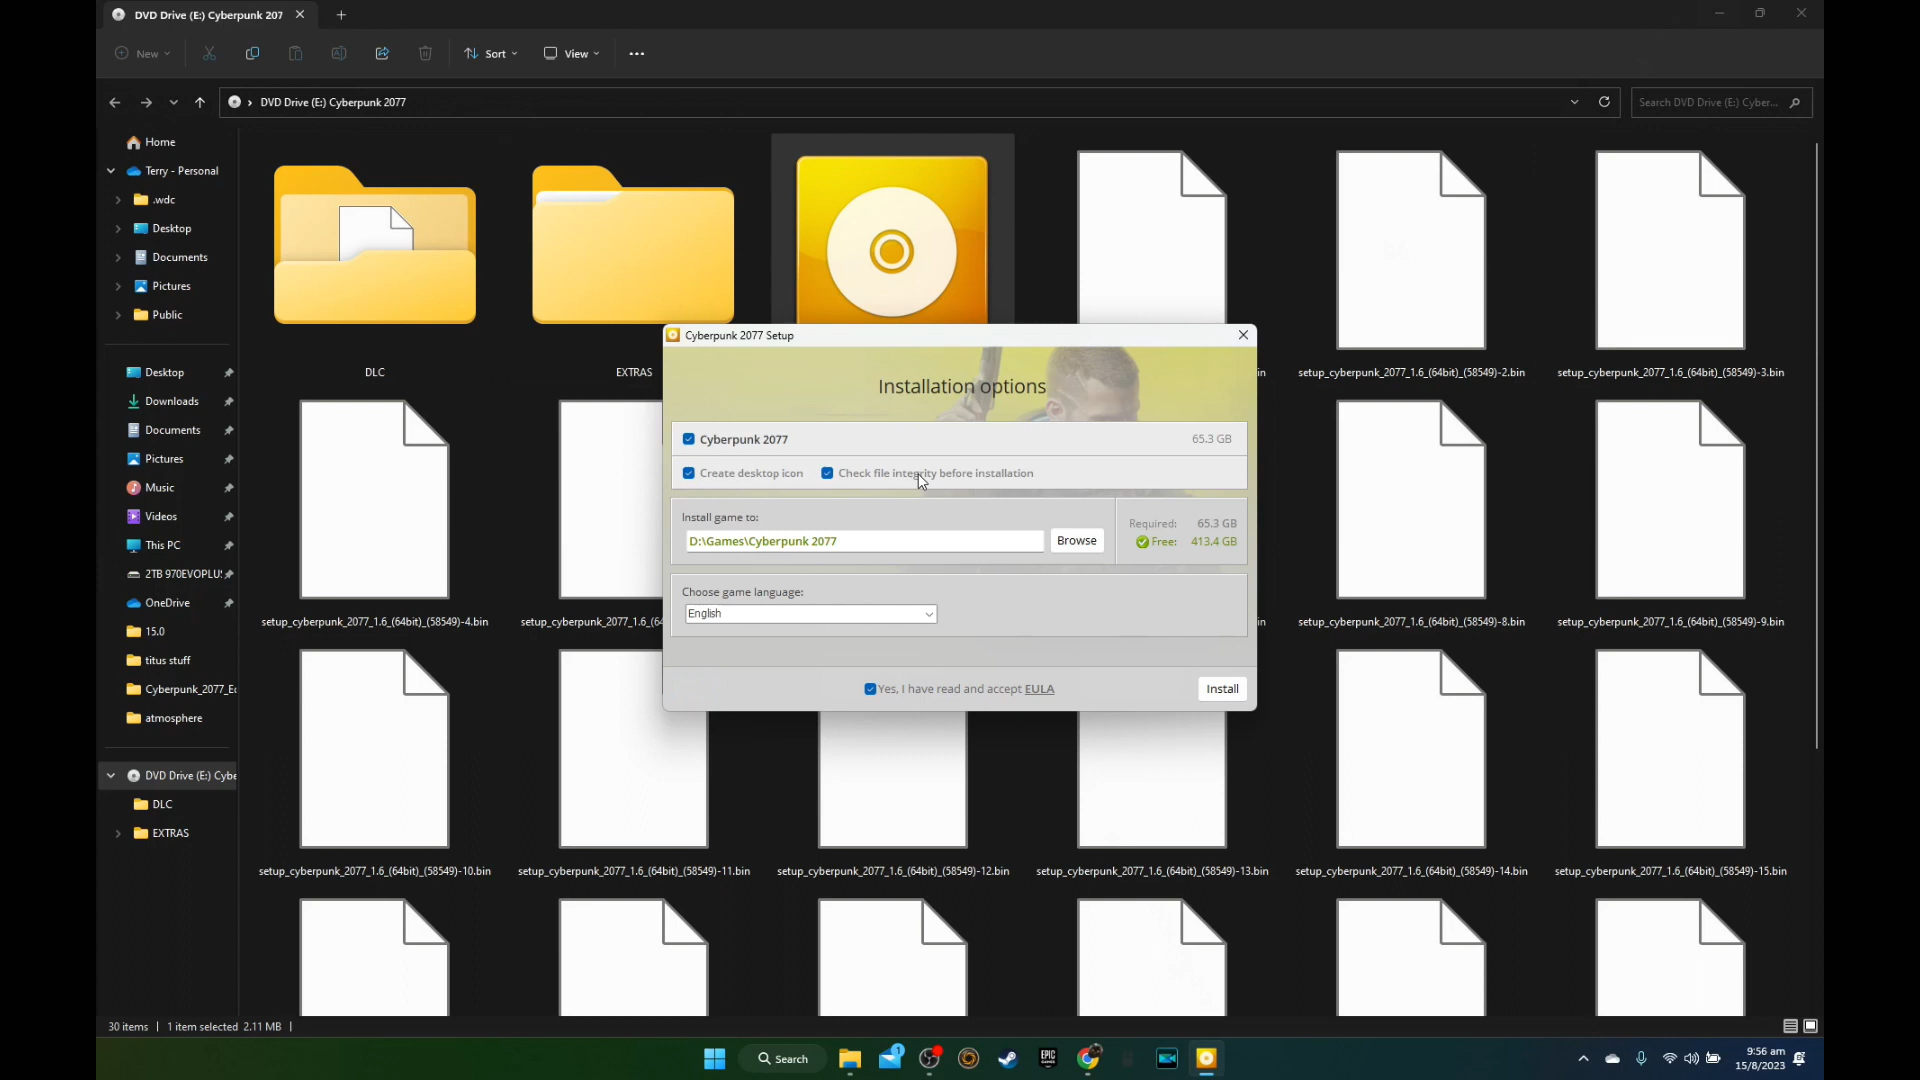 DVD Drive (E:) Cyberpunk 207
New
Sort
View
DVD Drive (E:) Cyberpunk 2077
Search DVD Drive (E:) Cyber...
Home
Terry - Personal
.wdc
Desktop
Documents
Pictures
Public
Desktop
Downloads
Documents
Pictures
Music
Videos
This PC
2TB 970EVOPLU
OneDrive
15.0
titus stuff
Cyberpunk_2077_E
atmosphere
DVD Drive (E:) Cybe
DLC
EXTRAS
DLC
EXTRAS
in
setup_cyberpunk_2077_1.6_(64bit)_(58549)-2.bin
setup_cyberpunk_2077_1.6_(64bit)_(58549)-3.bin
setup_cyberpunk_2077_1.6_(64bit)_(58549)-4.bin
setup_cyberpunk_2077_1.6_(64
in
setup_cyberpunk_2077_1.6_(64bit)_(58549)-8.bin
setup_cyberpunk_2077_1.6_(64bit)_(58549)-9.bin
setup_cyberpunk_2077_1.6_(64bit)_(58549)-10.bin
setup_cyberpunk_2077_1.6_(64bit)_(58549)-11.bin
setup_cyberpunk_2077_1.6_(64bit)_(58549)-12.bin
setup_cyberpunk_2077_1.6_(64bit)_(58549)-13.bin
setup_cyberpunk_2077_1.6_(64bit)_(58549)-14.bin
setup_cyberpunk_2077_1.6_(64bit)_(58549)-15.bin
Cyberpunk 2077 Setup
Installation options
Cyberpunk 2077 65.3 GB
Create desktop icon Check file integrity before installation
Install game to:
D:\Games\Cyberpunk 2077
Browse
Required: 65.3 GB
Free: 413.4 GB
Choose game language:
English
Yes, I have read and accept EULA
Install
30 items 1 item selected 2.11 MB
Search
1
EPIC GAMES
9:56 am
15/8/2023